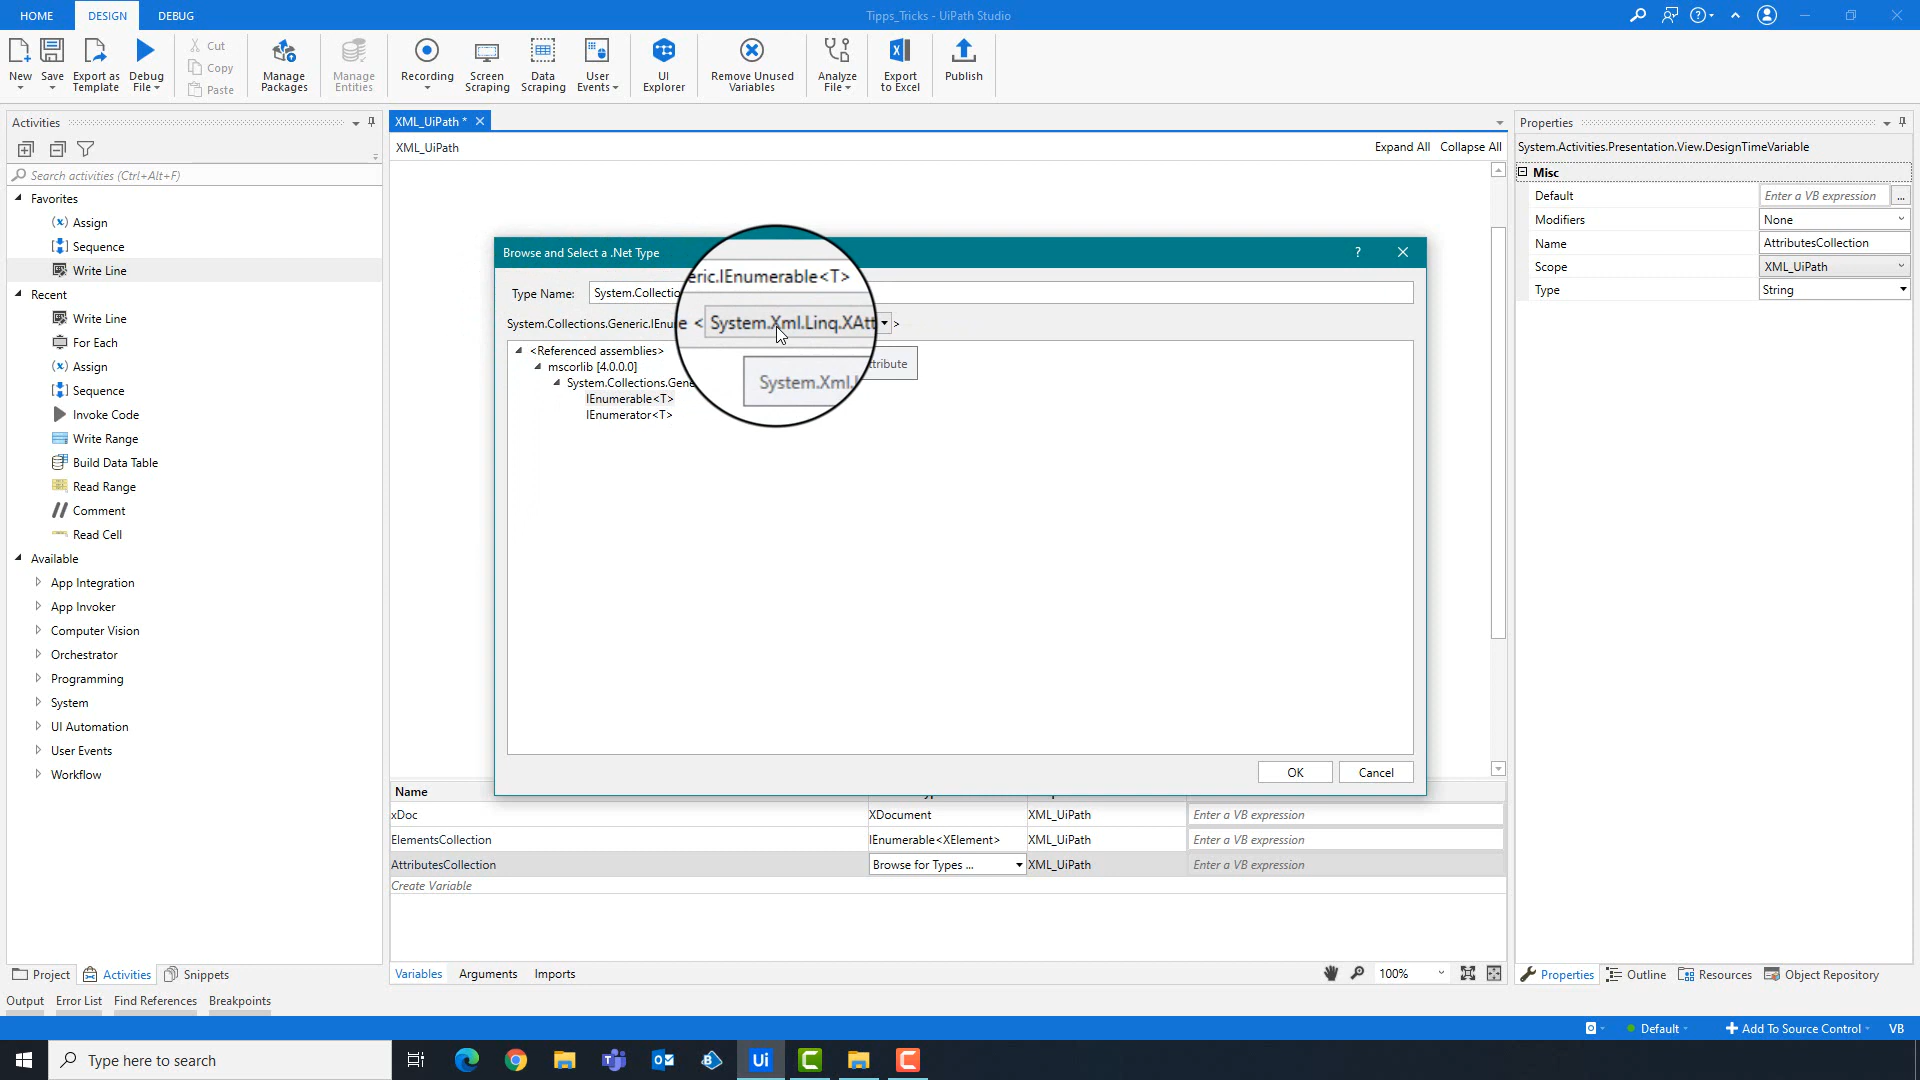 HOME DESIGN DEBUG Tipps_Tricks - UiPath Studio
New Save Export as Template Debug File Cut Copy Paste Manage Packages Manage Entities Recording Screen Scraping Data Scraping User Events UI Explorer Remove Unused Variables Analyze File Export to Excel Publish
Activities
Search activities (Ctrl+Alt+F)
Favorites
Assign
Sequence
Write Line
Recent
Write Line
For Each
Assign
Sequence
Invoke Code
Write Range
Build Data Table
Read Range
Comment
Read Cell
Available
App Integration
App Invoker
Computer Vision
Orchestrator
Programming
System
UI Automation
User Events
Workflow
Project Activities Snippets
Output Error List Find References Breakpoints
XML_UiPath *
XML_UiPath Expand All Collapse All
Browse and Select a .Net Type ?
eric.IEnumerable<T>
Type Name: System.Collectio
System.Collections.Generic.IEnu e < System.Xml.Linq.XAtt >
System.Xml. ttribute
<Referenced assemblies>
mscorlib [4.0.0.0]
System.Collections.Gene
IEnumerable<T>
IEnumerator<T>
OK Cancel
Name
xDoc XDocument XML_UiPath Enter a VB expression
ElementsCollection IEnumerable<XElement> XML_UiPath Enter a VB expression
AttributesCollection Browse for Types ... XML_UiPath Enter a VB expression
Create Variable
Variables Arguments Imports 100%
Properties
System.Activities.Presentation.View.DesignTimeVariable
Misc
Default Enter a VB expression ...
Modifiers None
Name AttributesCollection
Scope XML_UiPath
Type String
Properties Outline Resources Object Repository
Default Add To Source Control VB
Type here to search Ui